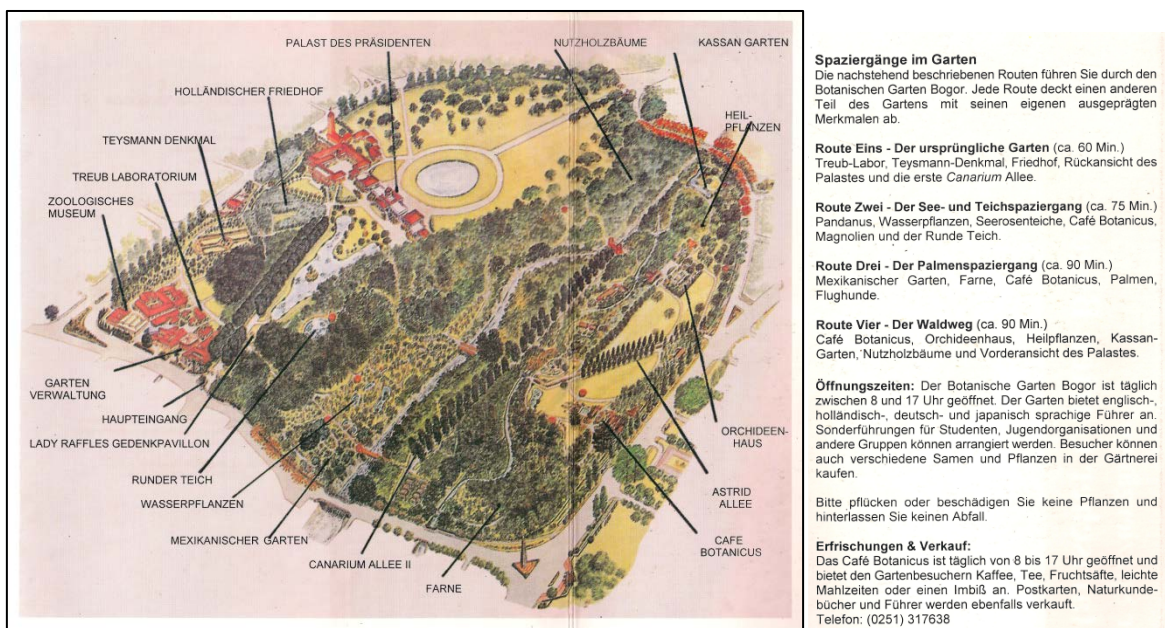 PALAST DES PRÄSIDENTEN
NUTZHOLZBÄUME
KASSAN GARTEN
HOLLÄNDISCHER FRIEDHOF
HEIL-
PFLANZEN
TEYSMANN DENKMAL
TREUB LABORATORIUM
ZOOLOGISCHES
MUSEUM
GARTEN
VERWALTUNG
HAUPTEINGANG
LADY RAFFLES GEDENKPAVILLON
RUNDER TEICH
WASSERPFLANZEN
MEXIKANISCHER GARTEN
CANARIUM ALLEE II
FARNE
ORCHIDEEN-
HAUS
ASTRID
ALLEE
CAFE
BOTANICUS
Spaziergänge im Garten
Die nachstehend beschriebenen Routen führen Sie durch den
Botanischen Garten Bogor. Jede Route deckt einen anderen
Teil des Gartens mit seinen eigenen ausgeprägten
Merkmalen ab.
Route Eins - Der ursprüngliche Garten (ca. 60 Min.)
Treub-Labor, Teysmann-Denkmal, Friedhof, Rückansicht des
Palastes und die erste Canarium Allee.
Route Zwei - Der See- und Teichspaziergang (ca. 75 Min.)
Pandanus, Wasserpflanzen, Seerosenteiche, Café Botanicus,
Magnolien und der Runde Teich.
Route Drei - Der Palmenspaziergang (ca. 90 Min.)
Mexikanischer Garten, Farne, Café Botanicus, Palmen,
Flughunde.
Route Vier - Der Waldweg (ca. 90 Min.)
Café Botanicus, Orchideenhaus, Heilpflanzen, Kassan-
Garten, Nutzholzbäume und Vorderansicht des Palastes.
Öffnungszeiten: Der Botanische Garten Bogor ist täglich
zwischen 8 und 17 Uhr geöffnet. Der Garten bietet englisch-,
holländisch-, deutsch- und japanisch sprachige Führer an.
Sonderführungen für Studenten, Jugendorganisationen und
andere Gruppen können arrangiert werden. Besucher können
auch verschiedene Samen und Pflanzen in der Gärtnerei
kaufen.
Bitte pflücken oder beschädigen Sie keine Pflanzen und
hinterlassen Sie keinen Abfall.
Erfrischungen & Verkauf:
Das Café Botanicus ist täglich von 8 bis 17 Uhr geöffnet und
bietet den Gartenbesuchern Kaffee, Tee, Fruchtsäfte, leichte
Mahlzeiten oder einen Imbiß an. Postkarten, Naturkunde-
bücher und Führer werden ebenfalls verkauft.
Telefon: (0251) 317638